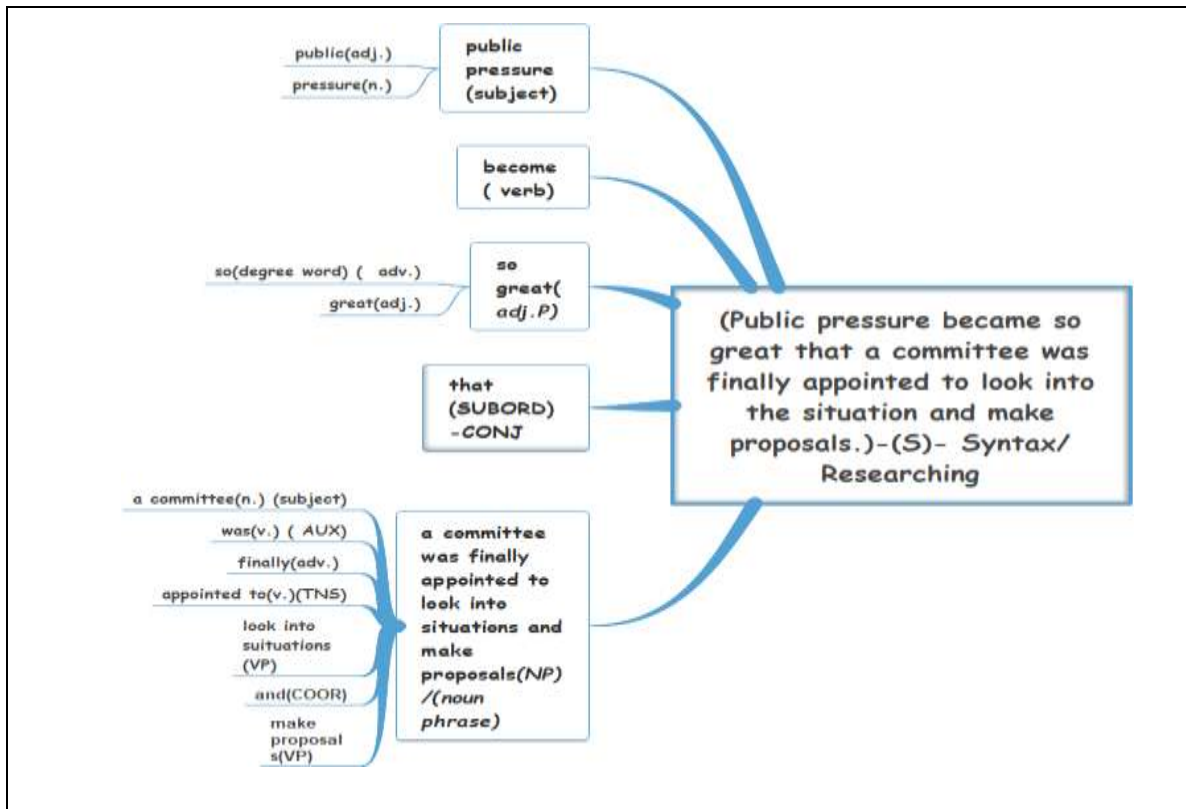 public(adj.)
pressure(n.)
public
pressure
(subject)
become
( verb)
so(degree word) (  adv.)
great(adj.)
so
great(
adj.P)
that
(SUBORD)
-CONJ
(Public pressure became so
great that a committee was
finally appointed to look into
the situation and make
proposals.)-(S)- Syntax/
Researching
a committee(n.) (subject)
was(v.) ( AUX)
finally(adv.)
appointed to(v.)(TNS)
look into
suituations
(VP)
and(COOR)
make
proposal
s(VP)
a committee
was finally
appointed to
look into
situations and
make
proposals(NP)
/(noun
phrase)